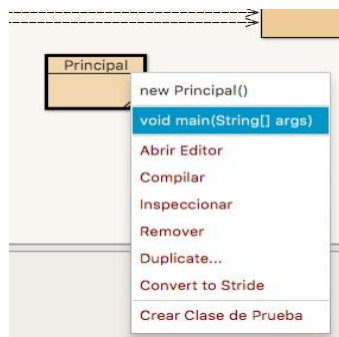 Principal
new Principal()
void main(String[] args)
Abrir Editor
Compilar
Inspeccionar
Remover
Duplicate...
Convert to Stride
Crear Clase de Prueba